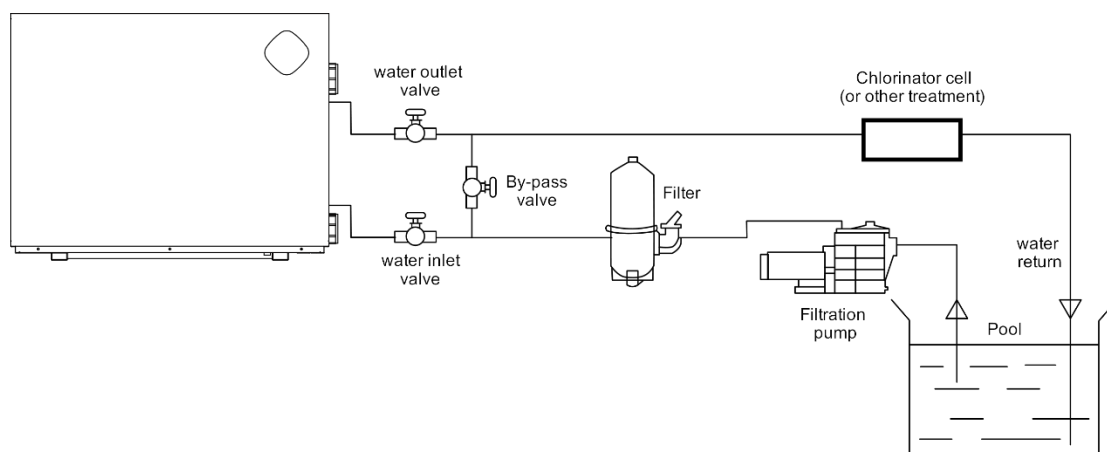 water outlet
valve
Chlorinator cell
(or other treatment)
By-pass
valve
Filter
water inlet
valve
water
return
Filtration
pump
Pool